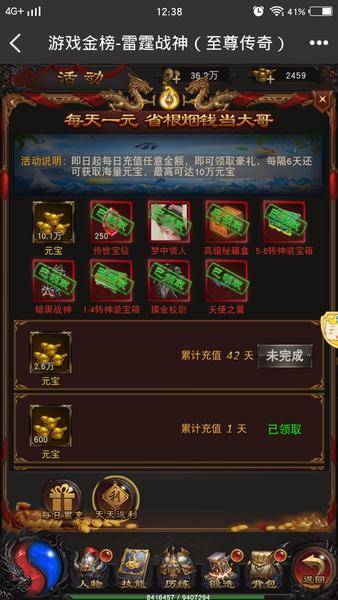 4G+ 12:38 41%
游戏金榜-雷霆战神（至尊传奇）
活动 36.2万 2459
每天一元 省根烟钱当大哥
活动说明：即日起每日充值任意金额，即可领取豪礼，每隔6天还可获取海量元宝，最高可达10万元宝
10.1万 已领取 250 已领取 已领取 已领取
元宝 传世宝钻 梦中情人 高级秘籍盒 5-8转神装宝箱
已领取 已领取 已领取 已领取
暗黑战神 1-4转神装宝箱 摸金校尉 天使之翼
2.6万
元宝
累计充值 42 天 未完成
600
元宝
累计充值 1 天 已领取
每日累充 天天返利
人物 技能 历练 锻造 背包 返回
8416457 / 9407294